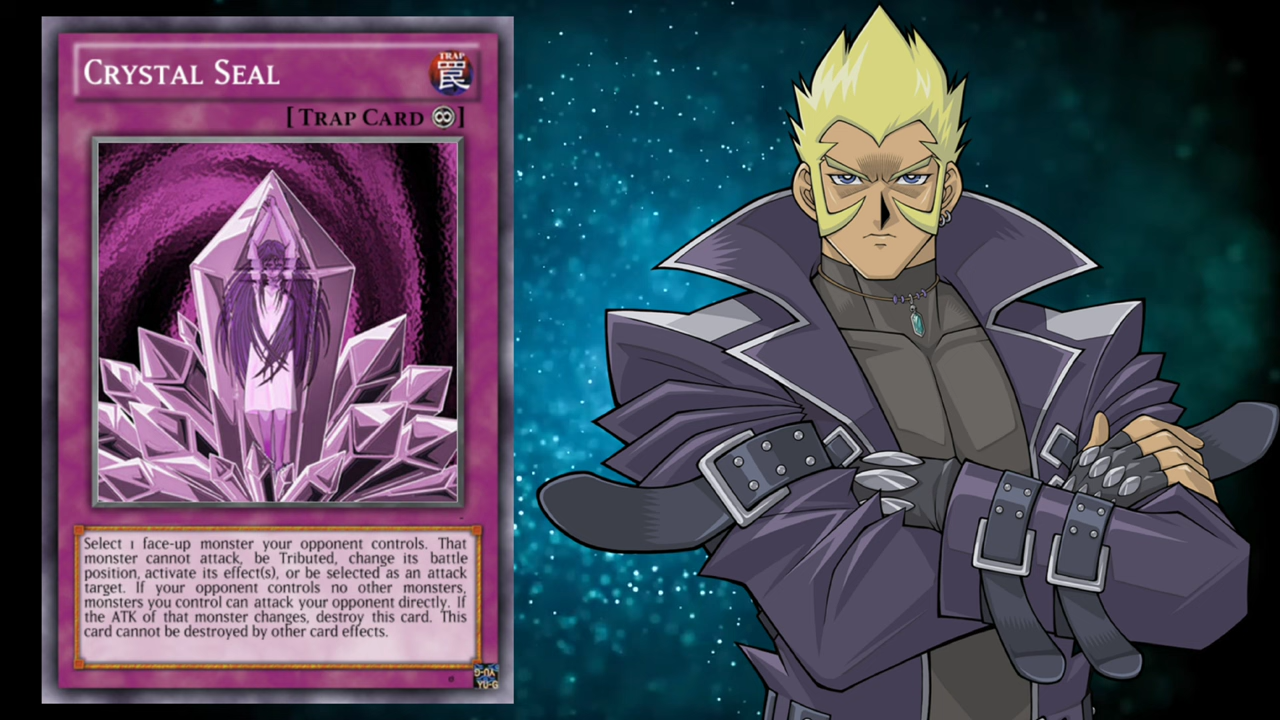 CRYSTAL SEAL
TRAP
罠
[ TRAP CARD ]
Select 1 face-up monster your opponent controls. That
monster cannot attack, be Tributed, change its battle
position, activate its effect(s), or be selected as an attack
target. If your opponent controls no other monsters,
monsters you control can attack your opponent directly. If
the ATK of that monster changes, destroy this card. This
card cannot be destroyed by other card effects.